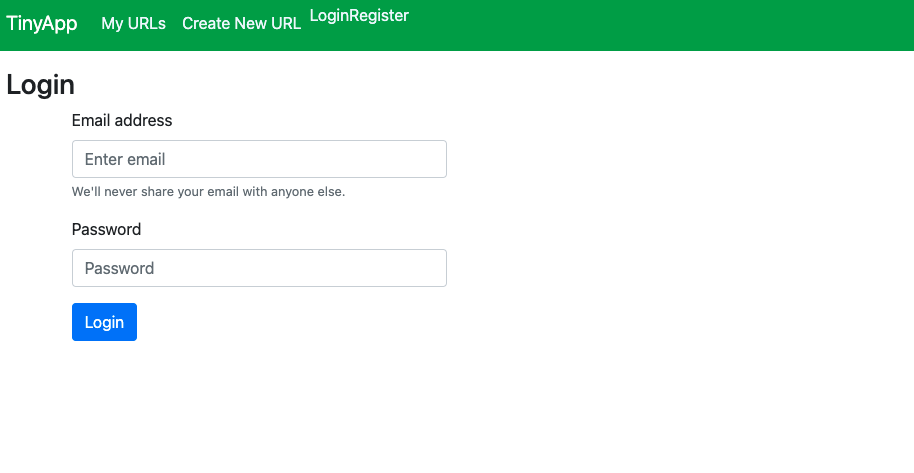 TinyApp My URLs Create New URL LoginRegister
Login
Email address
Enter email
We'll never share your email with anyone else.
Password
Password
Login